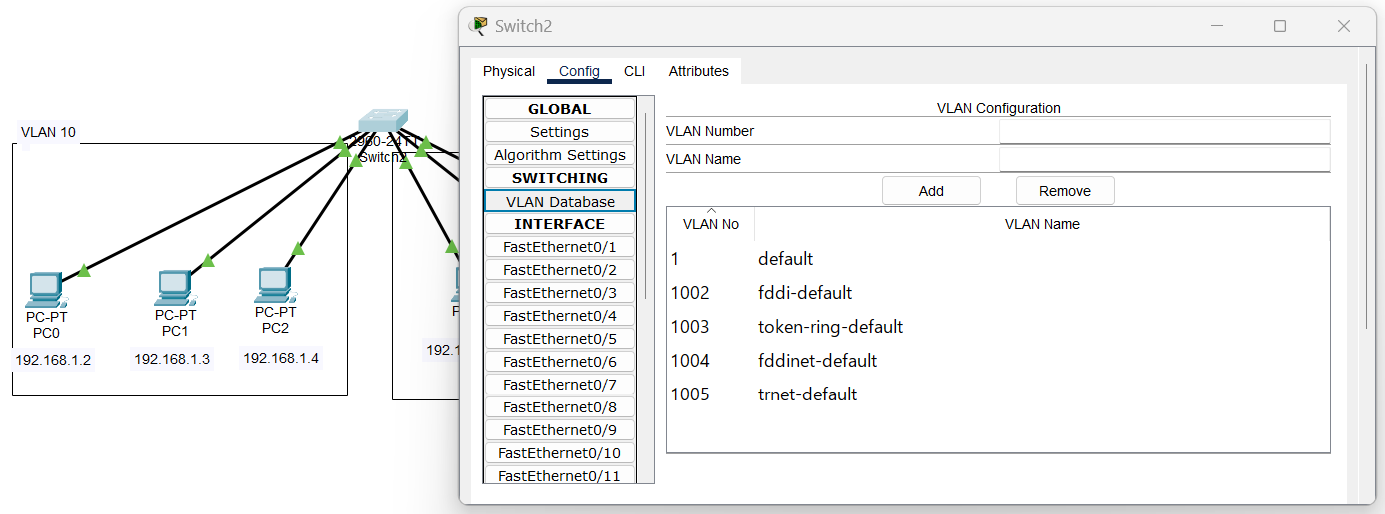 Switch2
Physical Config CLI Attributes
GLOBAL
Settings
Algorithm Settings
SWITCHING
VLAN Database
INTERFACE
FastEthernet0/1
FastEthernet0/2
FastEthernet0/3
FastEthernet0/4
FastEthernet0/5
FastEthernet0/6
FastEthernet0/7
FastEthernet0/8
FastEthernet0/9
FastEthernet0/10
FastEthernet0/11
VLAN Configuration
VLAN Number
VLAN Name
Add Remove
VLAN No VLAN Name
1 default
1002 fddi-default
1003 token-ring-default
1004 fddinet-default
1005 trnet-default
VLAN 10
Switch2
PC-PT
PC0
192.168.1.2
PC-PT
PC1
192.168.1.3
PC-PT
PC2
192.168.1.4